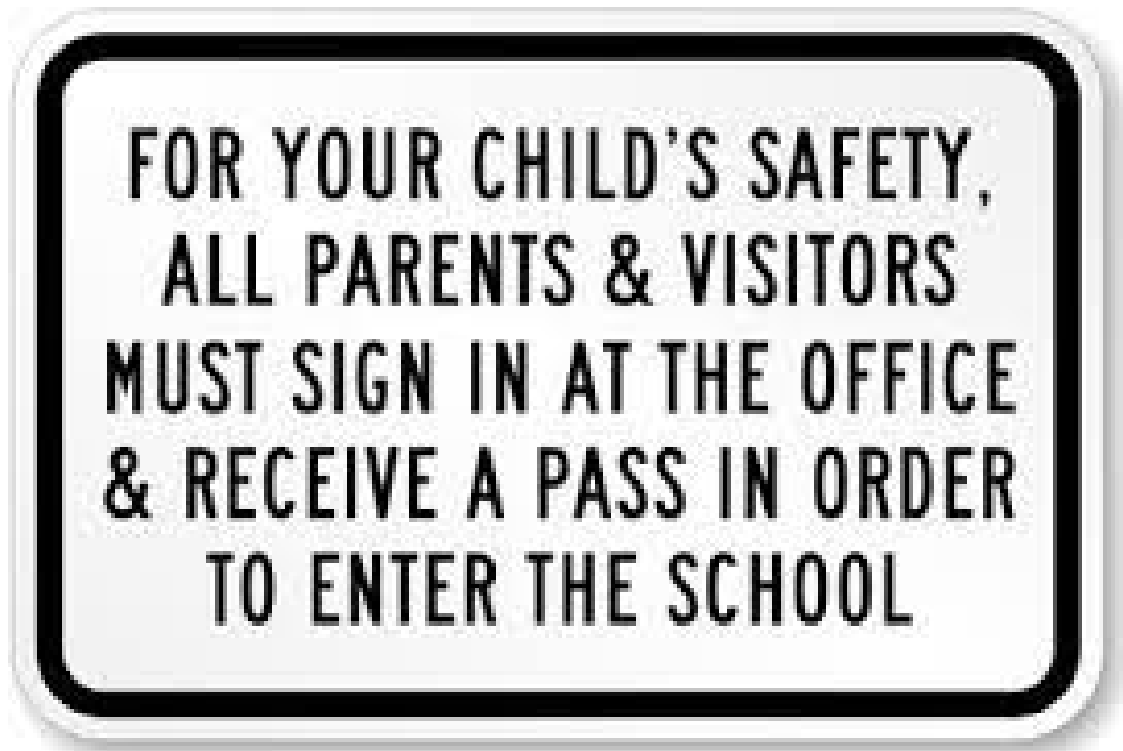 FOR YOUR CHILD'S SAFETY,
ALL PARENTS & VISITORS
MUST SIGN IN AT THE OFFICE
& RECEIVE A PASS IN ORDER
TO ENTER THE SCHOOL